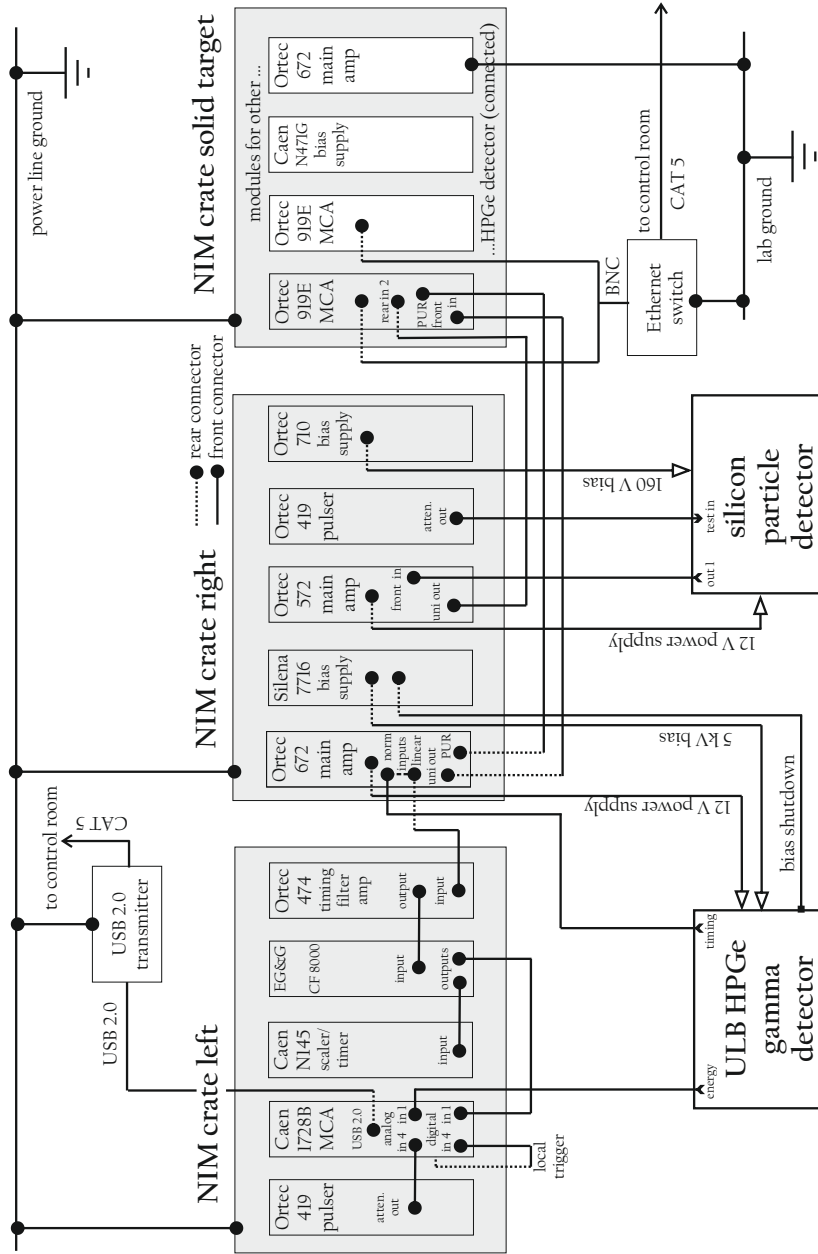 power line ground
to control room
CAT 5
USB 2.0
transmitter
USB 2.0
rear connector
front connector
NIM crate left
Ortec
419
pulser
atten.
out
Caen
1728B
MCA
USB 2.0
analog
in 4
in 1
digital
in 4
in 1
local
trigger
Caen
N145
scaler/
timer
input
EG&G
CF 8000
input
outputs
Ortec
474
timing
filter
amp
output
input
NIM crate right
Ortec
672
main
amp
norm
inputs
linear
uni out
PUR
Silena
7716
bias
supply
Ortec
572
main
amp
front in
uni out
Ortec
419
pulser
atten.
out
Ortec
710
bias
supply
NIM crate solid target
modules for other ...
Ortec
919E
MCA
rear in 2
PUR
front
in
Ortec
919E
MCA
Caen
N471G
bias
supply
Ortec
672
main
amp
...HPGe detector (connected)
12 V power supply
5 kV bias
bias shutdown
12 V power supply
160 V bias
BNC
Ethernet
switch
to control room
CAT 5
lab ground
energy
timing
ULB HPGe
gamma
detector
out 1
test in
silicon
particle
detector